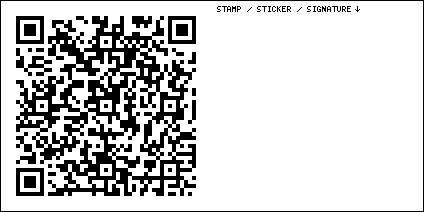 STAMP / STICKER / SIGNATURE ↓